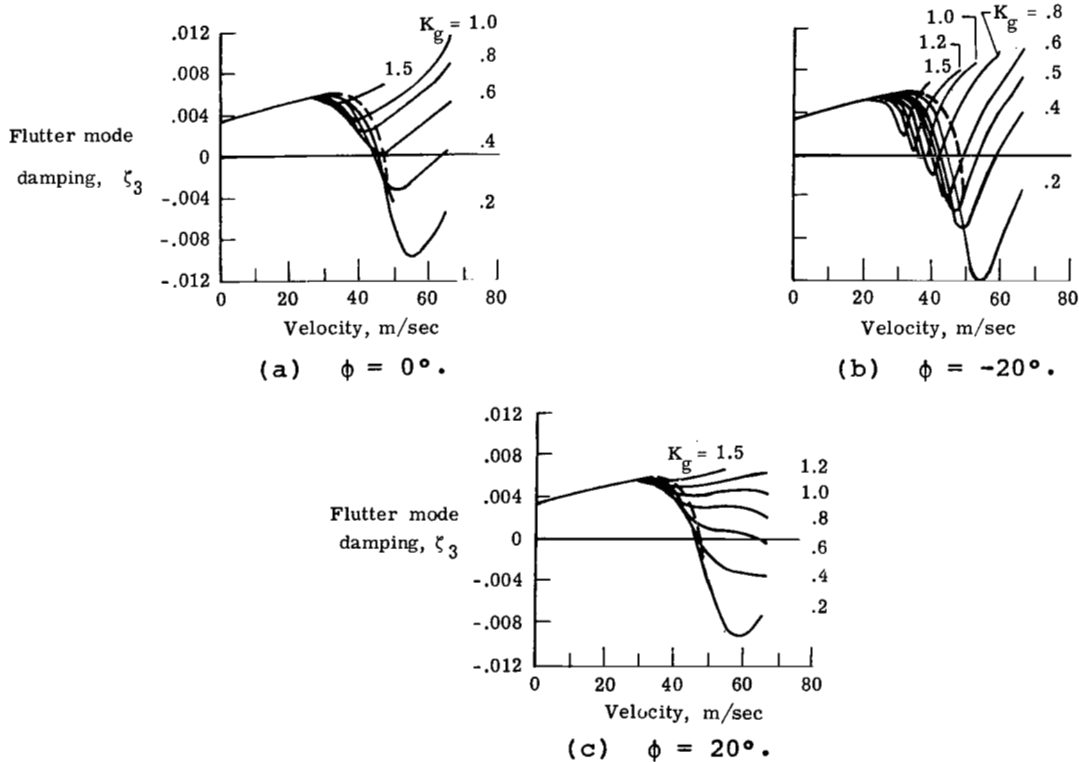 K_g = 1.0
.8
.6
.4
.2
1.5
.012
.008
.004
0
-.004
-.008
-.012
Flutter mode
damping, ζ₃
0 20 40 60 80
Velocity, m/sec
(a) ϕ = 0°.
K_g = .8
1.0
1.2
1.5
.6
.5
.4
.2
0 20 40 60 80
Velocity, m/sec
(b) ϕ = -20°.
.012
.008
.004
0
-.004
-.008
-.012
Flutter mode
damping, ζ₃
K_g = 1.5
1.2
1.0
.8
.6
.4
.2
0 20 40 60 80
Velocity, m/sec
(c) ϕ = 20°.